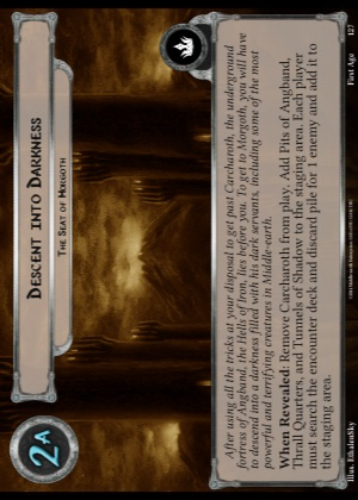 2A
Descent into Darkness
The Seat of Morgoth
After using all the tricks at your disposal to get past Carcharoth, the underground
fortress of Angband, the Hells of Iron, lies before you. To get to Morgoth, you will have
to descend into a darkness filled with his dark servants, including some of the most
powerful and terrifying creatures in Middle-earth.
When Revealed: Remove Carcharoth from play. Add Pits of Angband,
Thrall Quarters, and Tunnels of Shadow to the staging area. Each player
must search the encounter deck and discard pile for 1 enemy and add it to
the staging area.
Illus. EthalenSky
First Age
127